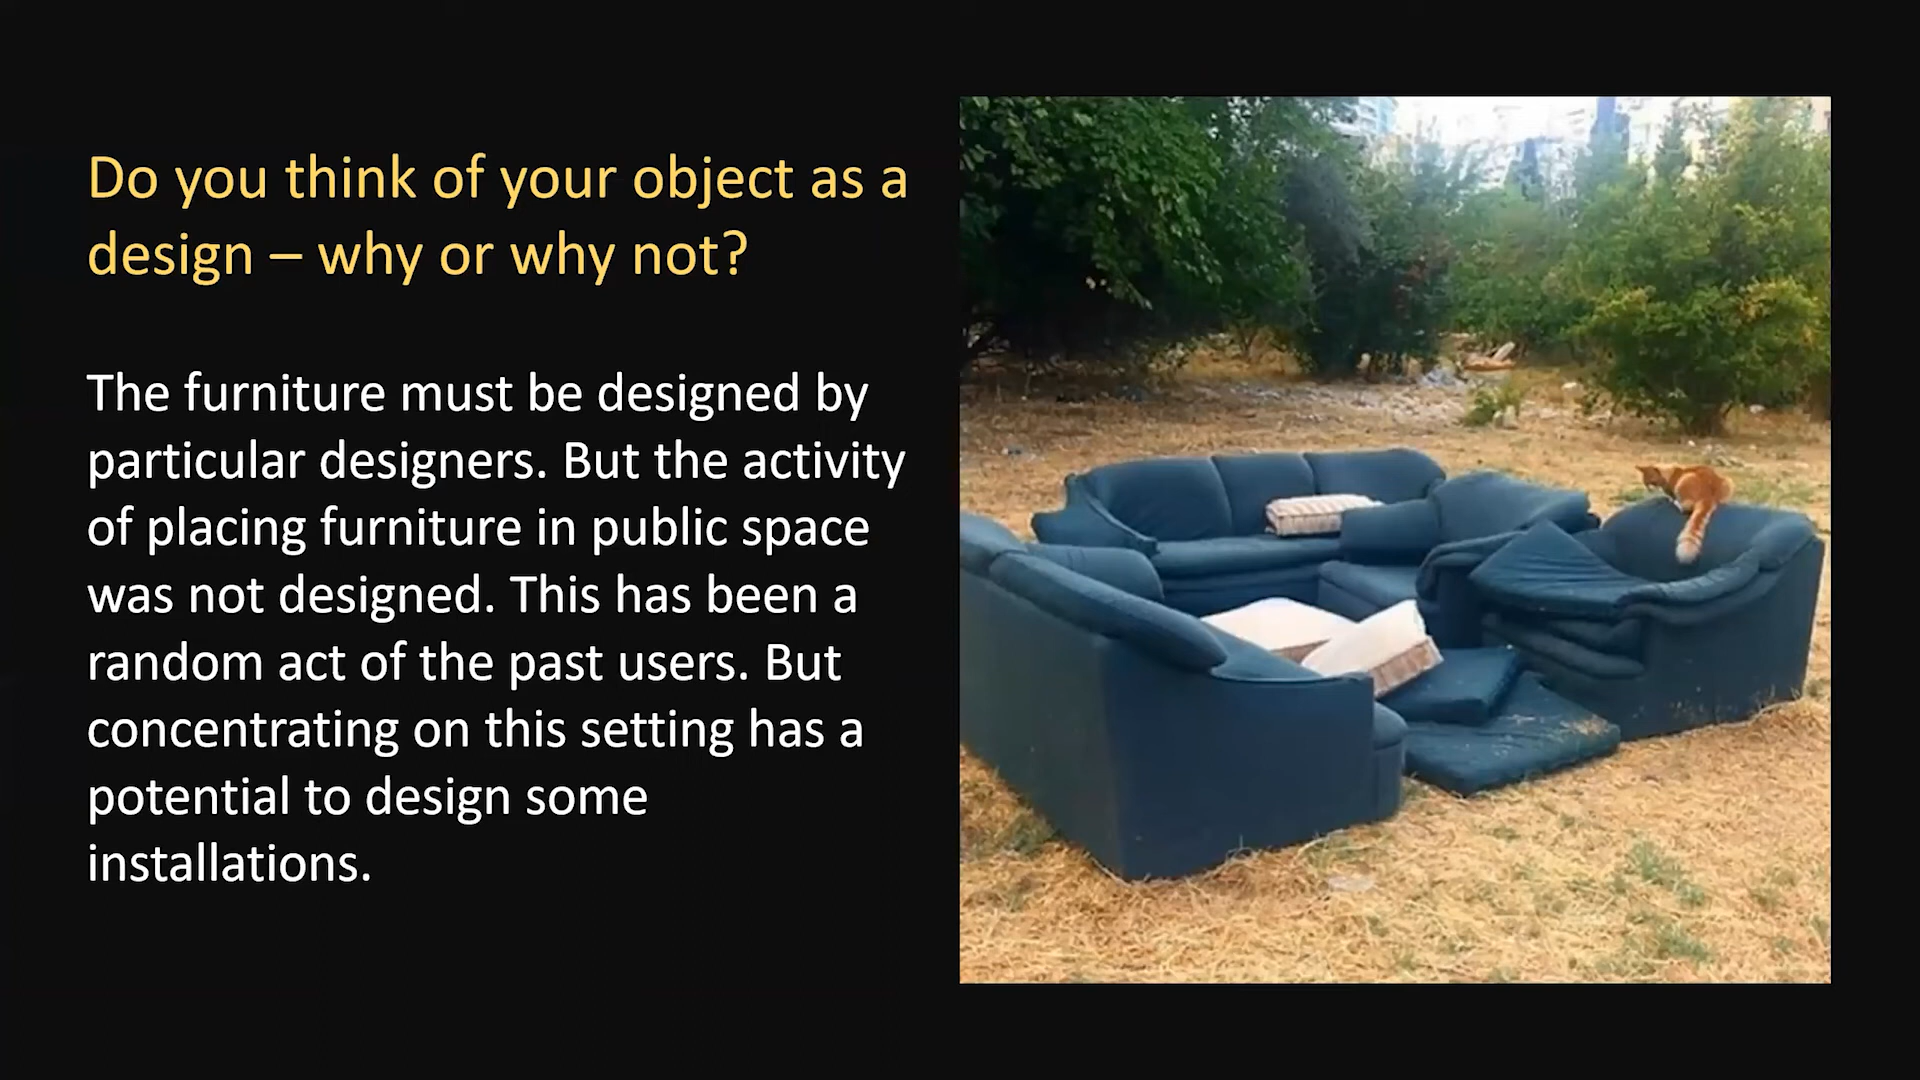 Do you think of your object as a
design – why or why not?
The furniture must be designed by
particular designers. But the activity
of placing furniture in public space
was not designed. This has been a
random act of the past users. But
concentrating on this setting has a
potential to design some
installations.